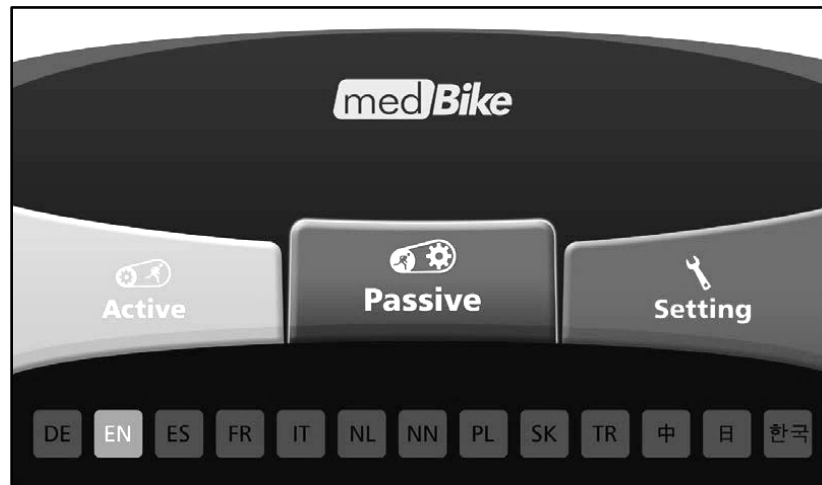 medBike
Active
Passive
Setting
DE EN ES FR IT NL NN PL SK TR 中 日 한국